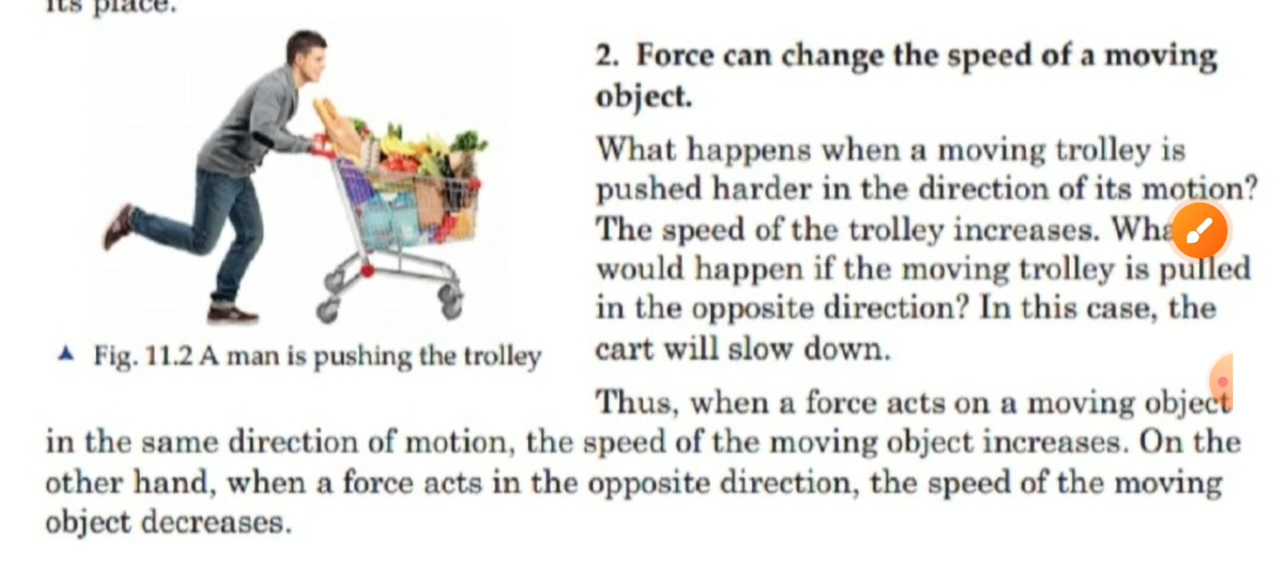 its place.
2. Force can change the speed of a moving
object.
What happens when a moving trolley is
pushed harder in the direction of its motion?
The speed of the trolley increases.
would happen if the moving trolley is pulled
in the opposite direction? In this case, the
cart will slow down.
▲ Fig. 11.2 A man is pushing the trolley
Thus, when a force acts on a moving object
in the same direction of motion, the speed of the moving object increases. On the
other hand, when a force acts in the opposite direction, the speed of the moving
object decreases.